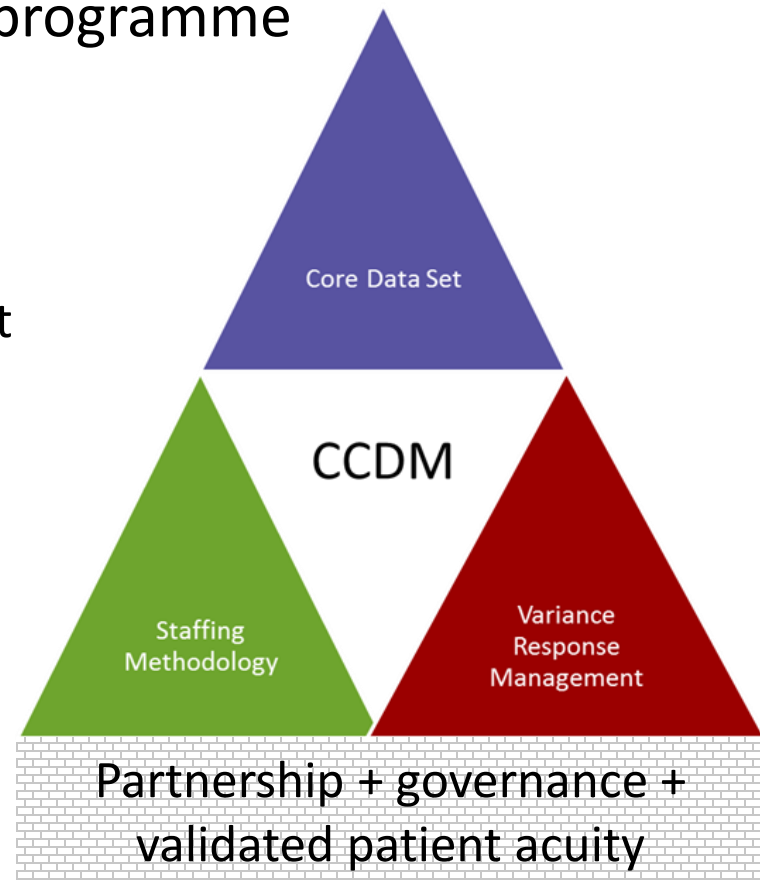 programme
Core Data Set
t
CCDM
Staffing
Methodology
Variance
Response
Management
Partnership + governance +
validated patient acuity